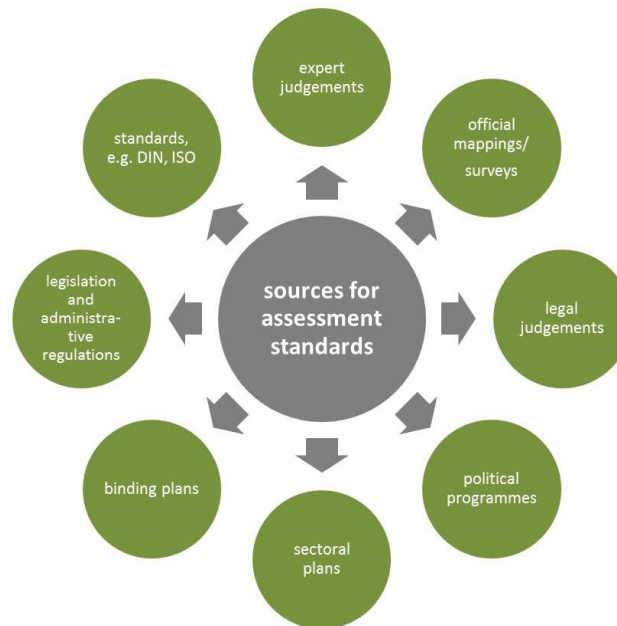 expert
judgements
official
mappings/
surveys
legal
judgements
political
programmes
sectoral
plans
binding plans
legislation and
administra-
tive
regulations
standards,
e.g. DIN, ISO
sources for
assessment
standards